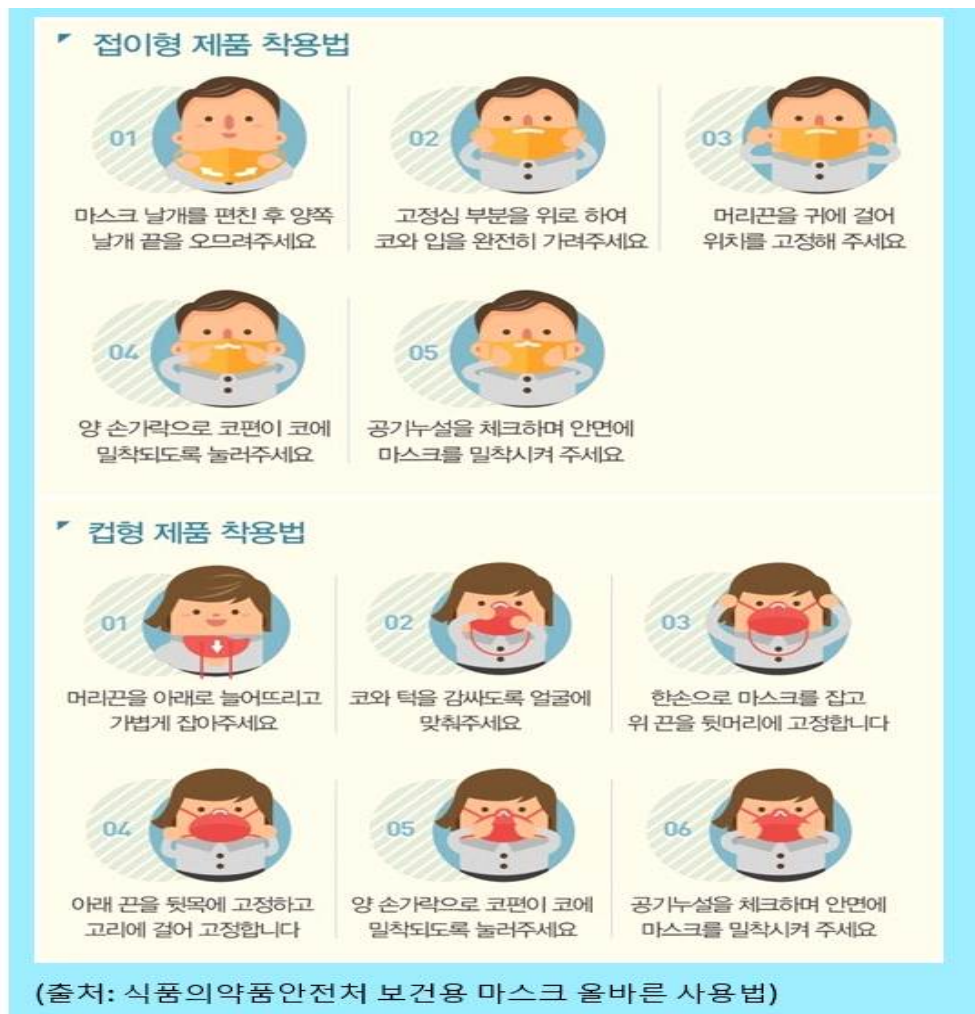 접이형 제품 착용법
01
마스크 날개를 편친 후 양쪽
날개 끝을 오므려주세요
02
고정심 부분을 위로 하여
코와 입을 완전히 가려주세요
03
머리끈을 귀에 걸어
위치를 고정해 주세요
04
양 손가락으로 코편이 코에
밀착되도록 눌러주세요
05
공기누설을 체크하며 안면에
마스크를 밀착시켜 주세요
컵형 제품 착용법
01
머리끈을 아래로 늘어뜨리고
가볍게 잡아주세요
02
코와 턱을 감싸도록 얼굴에
맞춰주세요
03
한손으로 마스크를 잡고
위 끈을 뒷머리에 고정합니다
04
아래 끈을 뒷목에 고정하고
고리에 걸어 고정합니다
05
양 손가락으로 코편이 코에
밀착되도록 눌러주세요
06
공기누설을 체크하며 안면에
마스크를 밀착시켜 주세요
(출처: 식품의약품안전처 보건용 마스크 올바른 사용법)